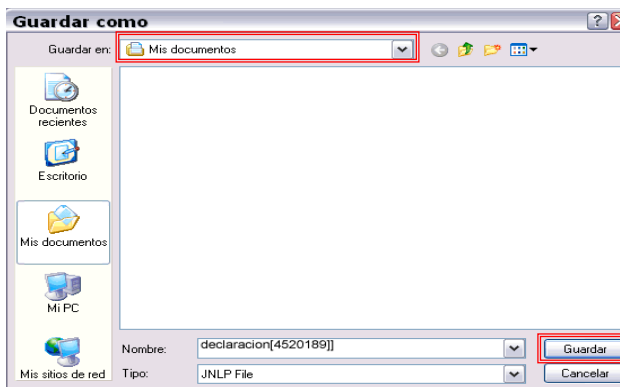 Guardar como
Guardar en: Mis documentos
Documentos
recientes
Escritorio
Mis documentos
Mi PC
Mis sitios de red
Nombre: declaracion[4520189]] Guardar
Tipo: JNLP File Cancelar